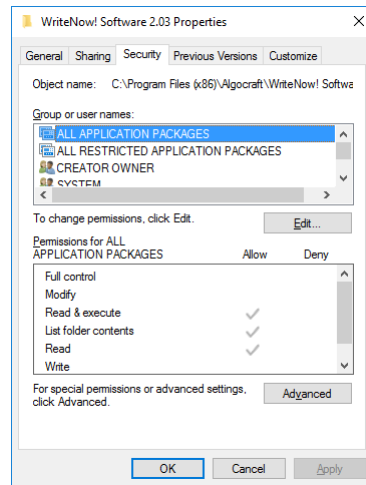 WriteNow! Software 2.03 Properties
General Sharing Security Previous Versions Customize
Object name: C:\Program Files (x86)\Algocraft\WriteNow! Softwa
Group or user names:
ALL APPLICATION PACKAGES
ALL RESTRICTED APPLICATION PACKAGES
CREATOR OWNER
SYSTEM
To change permissions, click Edit.
Edit...
Permissions for ALL
APPLICATION PACKAGES Allow Deny
Full control
Modify
Read & execute
List folder contents
Read
Write
For special permissions or advanced settings,
click Advanced.
Advanced
OK Cancel Apply